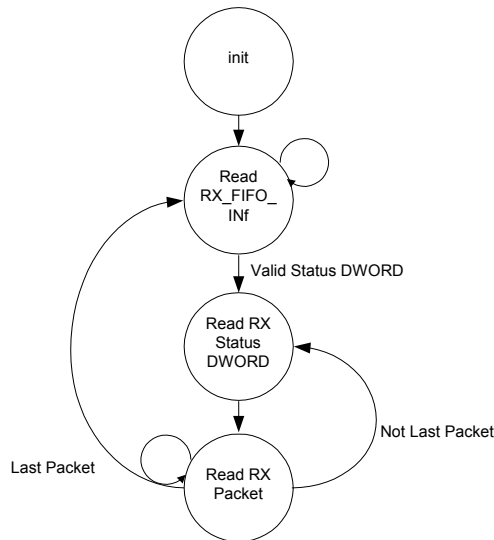 init
Read
RX_FIFO_
INf
Valid Status DWORD
Read RX
Status
DWORD
Not Last Packet
Last Packet
Read RX
Packet